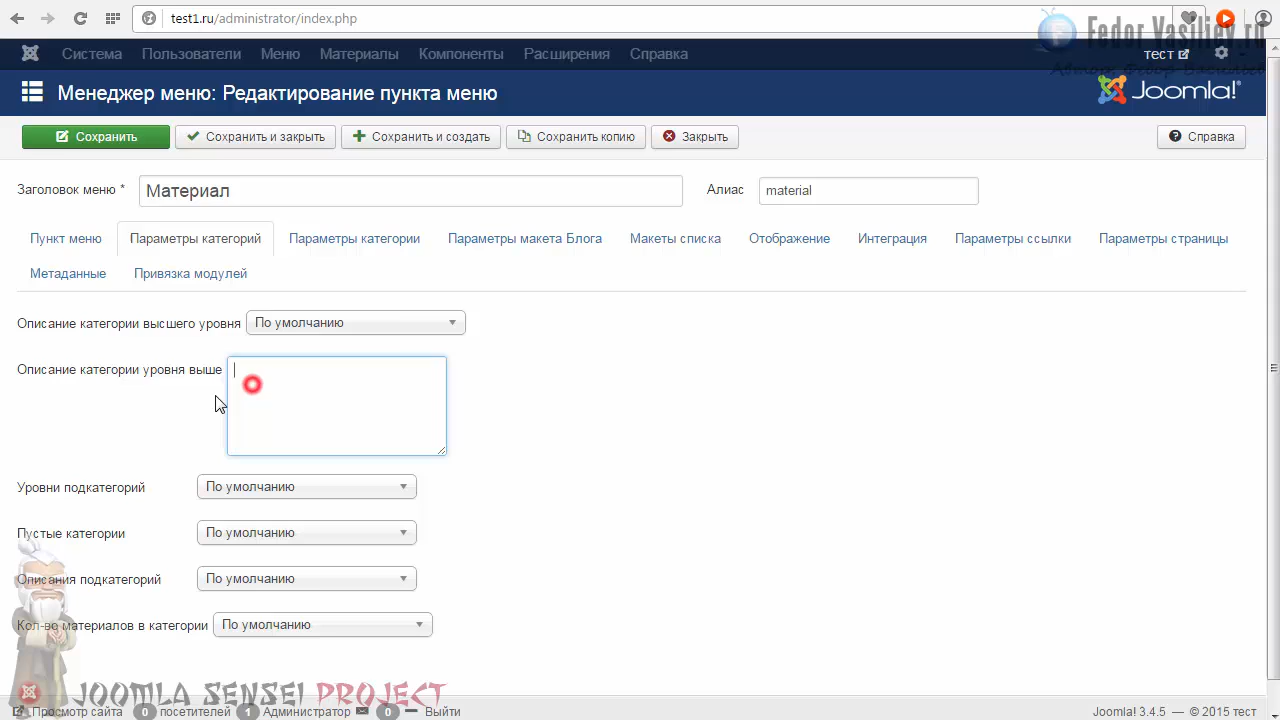 test1.ru/administrator/index.php
Fedor Vasiliev.ru
Автор: Федор Васильев
Система Пользователи Меню Материалы Компоненты Расширения Справка тест
Менеджер меню: Редактирование пункта меню Joomla!
Сохранить Сохранить и закрыть Сохранить и создать Сохранить копию Закрыть Справка
Заголовок меню * Материал Алиас material
Пункт меню Параметры категорий Параметры категории Параметры макета Блога Макеты списка Отображение Интеграция Параметры ссылки Параметры страницы
Метаданные Привязка модулей
Описание категории высшего уровня По умолчанию
Описание категории уровня выше
Уровни подкатегорий По умолчанию
Пустые категории По умолчанию
Описания подкатегорий По умолчанию
Кол-во материалов в категории По умолчанию
JOOMLA SENSEI PROJECT
Просмотр сайта 0 посетителей 1 Администратор 0 Выйти Joomla! 3.4.5 — © 2015 тест